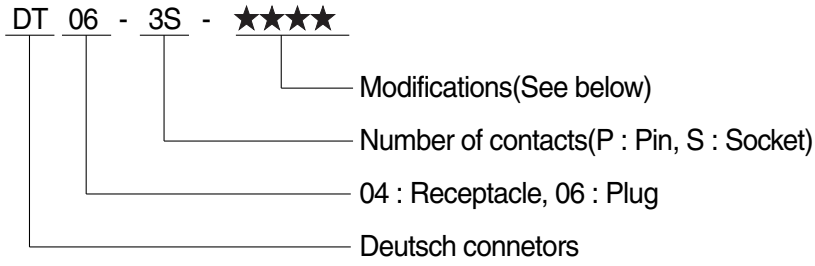 DT 06 - 3S - ★★★★
Modifications(See below)
Number of contacts(P : Pin, S : Socket)
04 : Receptacle, 06 : Plug
Deutsch connetors